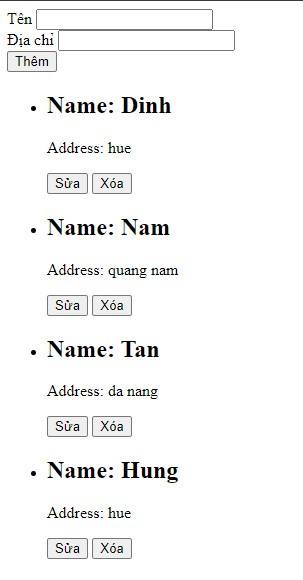 Tên
Địa chỉ
Thêm
Name: Dinh
Address: hue
Sửa Xóa
Name: Nam
Address: quang nam
Sửa Xóa
Name: Tan
Address: da nang
Sửa Xóa
Name: Hung
Address: hue
Sửa Xóa